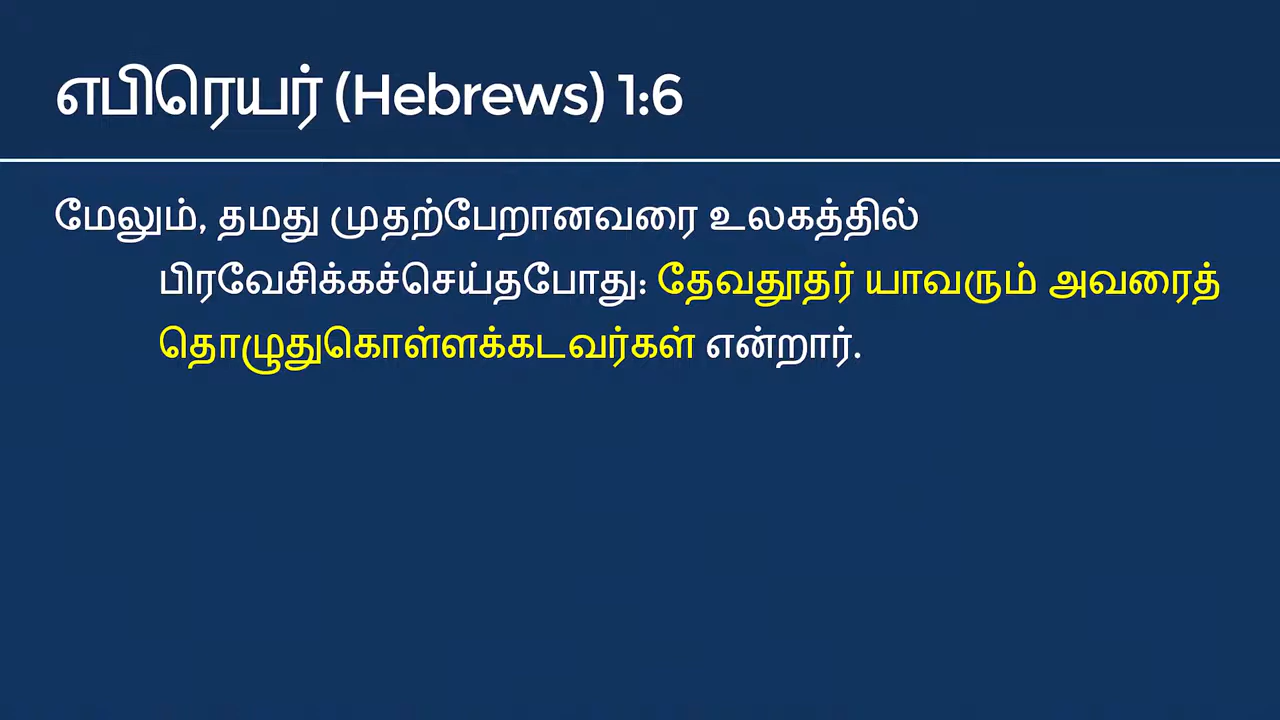 எபிரெயர் (Hebrews) 1:6
மேலும், தமது முதற்பேறானவரை உலகத்தில்
பிரவேசிக்கச்செய்தபோது: தேவதூதர் யாவரும் அவரைத்
தொழுதுகொள்ளக்கடவர்கள் என்றார்.